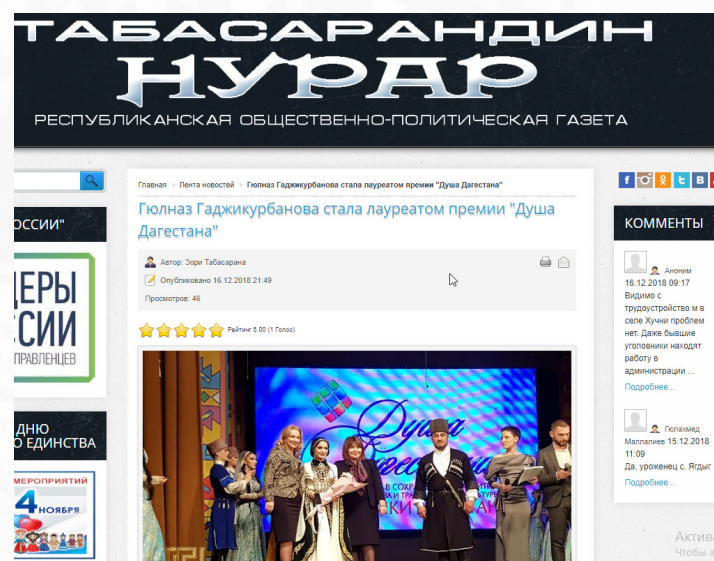 ТАБАСАРАНДИН
НУРАР
РЕСПУБЛИКАНСКАЯ ОБЩЕСТВЕННО-ПОЛИТИЧЕСКАЯ ГАЗЕТА
ОССИИ"
ДЕРЫ
СИИ
ПРАВЛЕНЦЕВ
ДНЮ
О ЕДИНСТВА
МЕРОПРИЯТИЙ
4 НОЯБРЯ
Главная › Лента новостей › Гюлназ Гаджикурбанова стала лауреатом премии "Душа Дагестана"
Гюлназ Гаджикурбанова стала лауреатом премии "Душа
Дагестана"
Автор: Зори Табасарана
Опубликовано 16.12.2018 21:49
Просмотров: 46
Рейтинг 5.00 (1 Голос)
Душа
КОММЕНТЫ
Аноним
16.12.2018 09:17
Видимо с
трудоустройство м в
селе Хучни проблем
нет. Даже бывшие
уголовники находят
работу в
администрации ...
Подробнее...
Гюлахмед
Маллалиев 15.12.2018
11:09
Да, уроженец с. Ягдыг
Подробнее...
Актив
Чтобы а